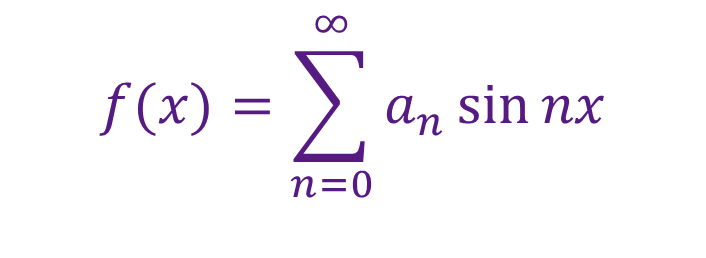 f(x) = ∑_{n=0}^{∞} a_n sin nx